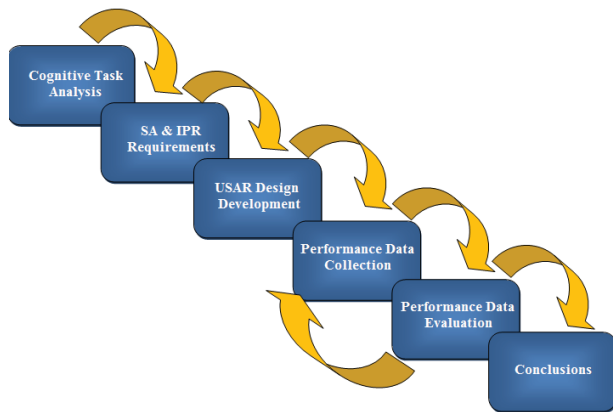 Cognitive Task
Analysis
SA & IPR
Requirements
USAR Design
Development
Performance Data
Collection
Performance Data
Evaluation
Conclusions